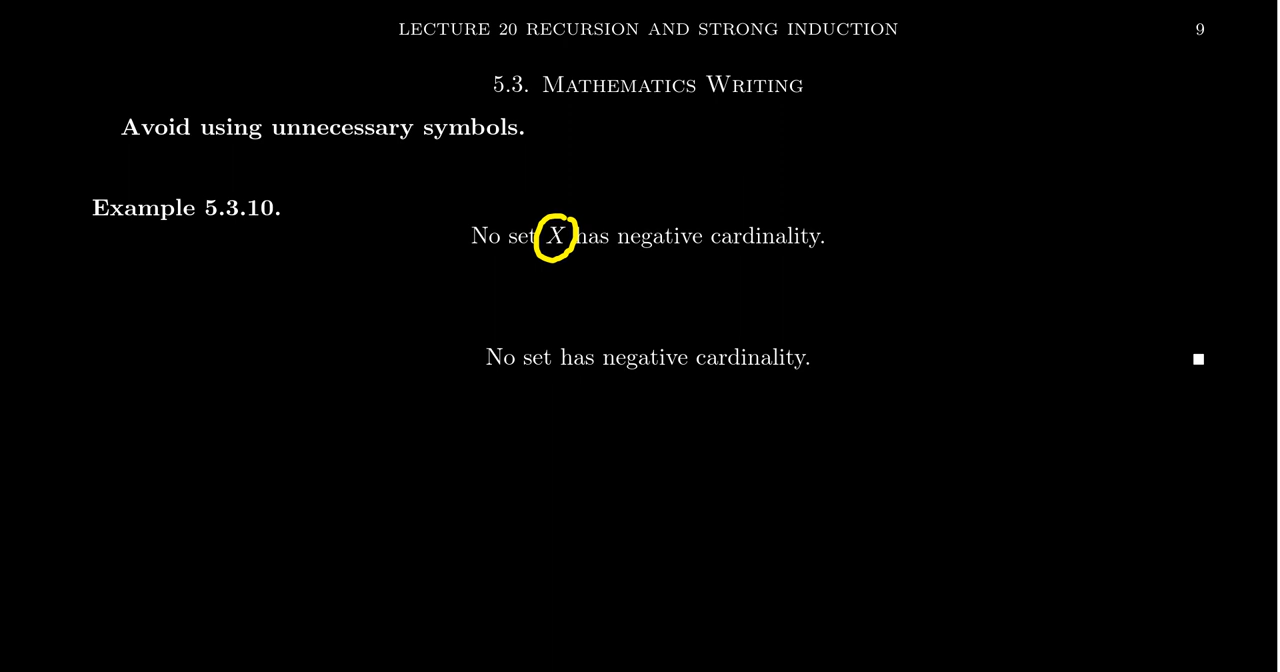 LECTURE 20 RECURSION AND STRONG INDUCTION 9
5.3. Mathematics Writing
Avoid using unnecessary symbols.
Example 5.3.10.
No set X has negative cardinality.
No set has negative cardinality.